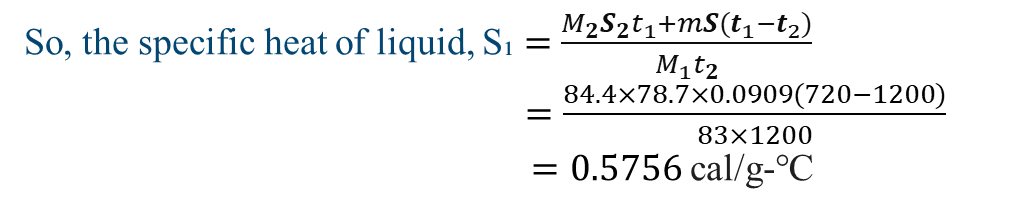 So, the specific heat of liquid, S₁ = (M₂S₂t₁+mS(t₁−t₂))/(M₁t₂)
= (84.4×78.7×0.0909(720−1200))/(83×1200)
= 0.5756 cal/g-°C